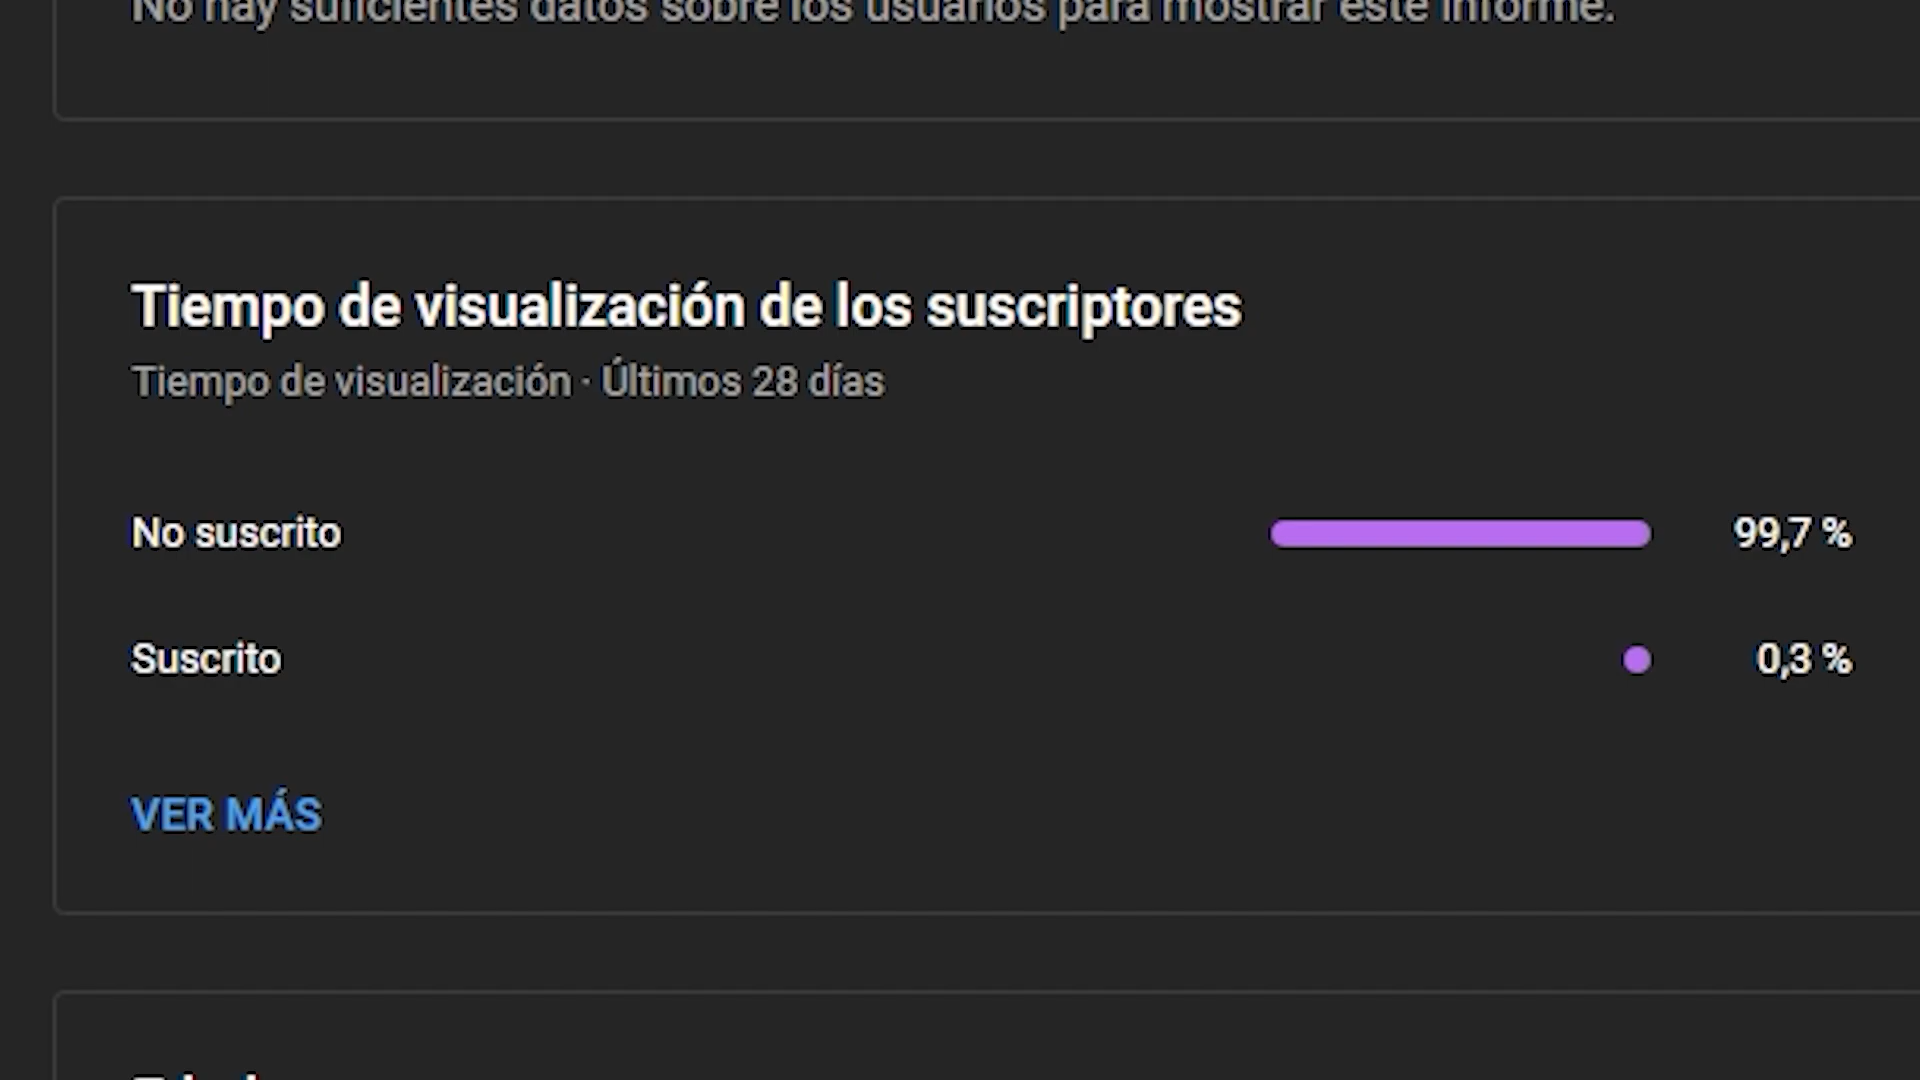 No hay suficientes datos sobre los usuarios para mostrar este informe.
Tiempo de visualización de los suscriptores
Tiempo de visualización · Últimos 28 días
No suscrito 99,7 %
Suscrito 0,3 %
VER MÁS